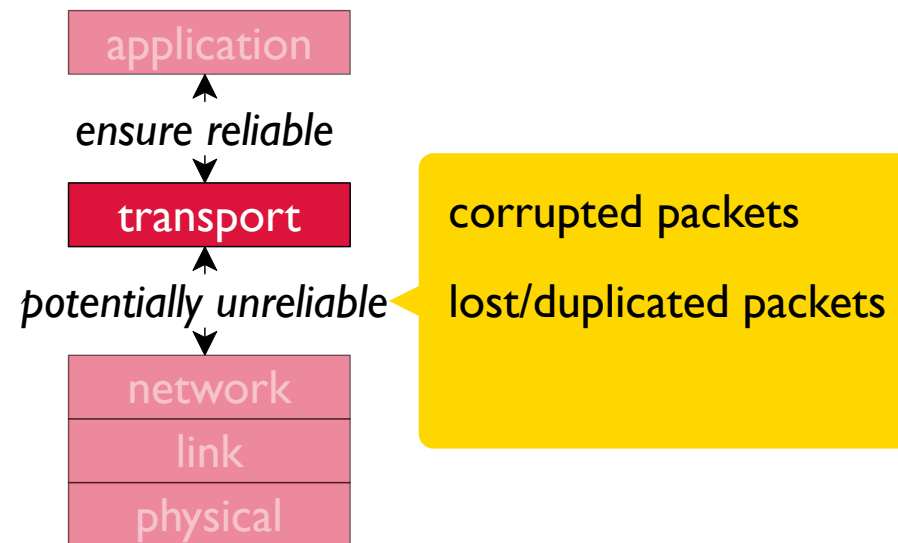 application
ensure reliable
transport
potentially unreliable
network
link
physical
corrupted packets
lost/duplicated packets